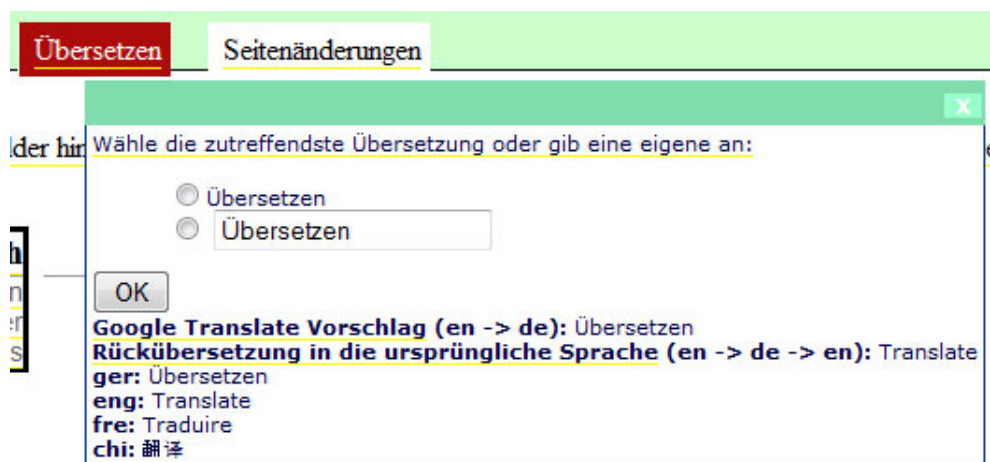 Übersetzen Seitenänderungen
x
lder hin
Wähle die zutreffendste Übersetzung oder gib eine eigene an:
Übersetzen
Übersetzen
h
n
OK
Google Translate Vorschlag (en -> de): Übersetzen
Rückübersetzung in die ursprüngliche Sprache (en -> de -> en): Translate
ger: Übersetzen
eng: Translate
fre: Traduire
chi: 翻译